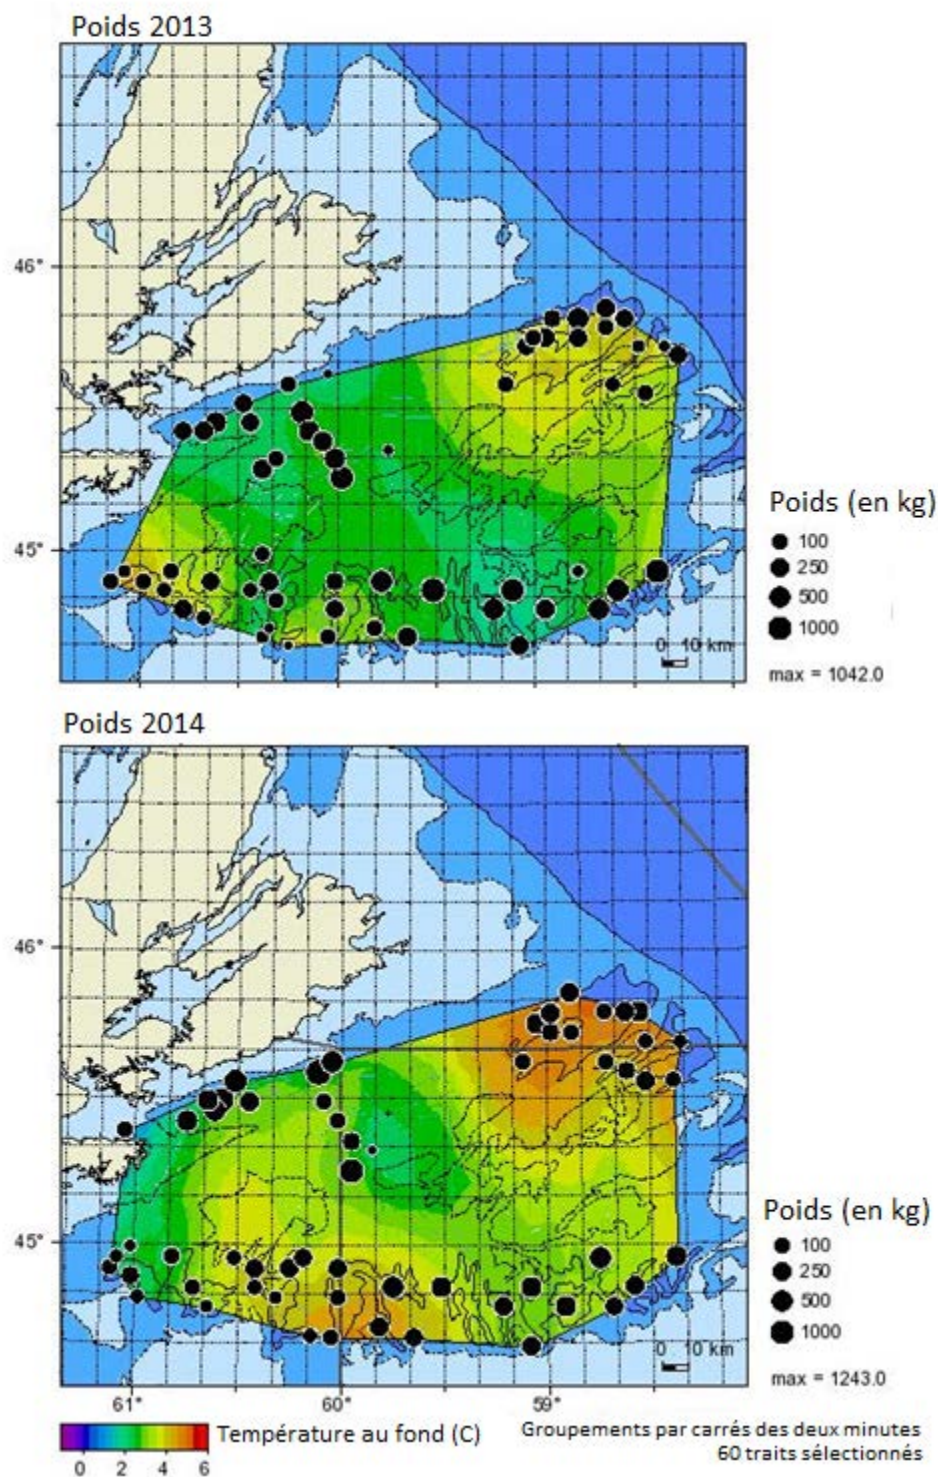 Poids 2013
46°
45°
Poids (en kg)
100
250
500
1000
0 10 km
max = 1042.0
Poids 2014
46°
45°
Poids (en kg)
100
250
500
1000
0 10 km
max = 1243.0
61° 60° 59°
Température au fond (C)
0 2 4 6
Groupements par carrés des deux minutes
60 traits sélectionnés